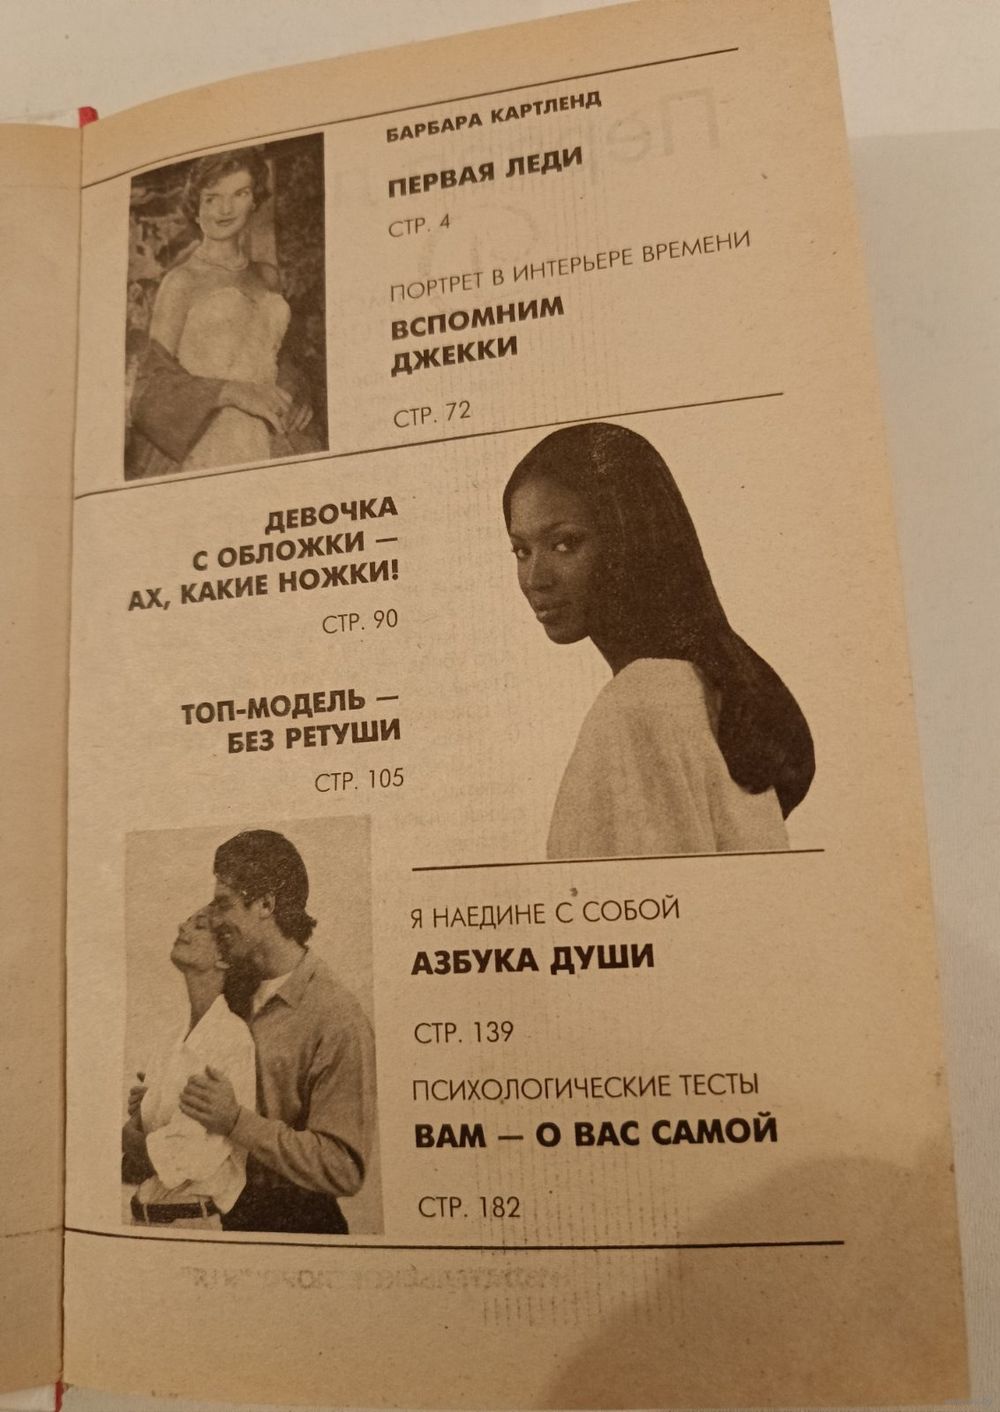 БАРБАРА КАРТЛЕНД
ПЕРВАЯ ЛЕДИ
СТР. 4
ПОРТРЕТ В ИНТЕРЬЕРЕ ВРЕМЕНИ
ВСПОМНИМ
ДЖЕККИ
СТР. 72
ДЕВОЧКА
С ОБЛОЖКИ —
АХ, КАКИЕ НОЖКИ!
СТР. 90
ТОП-МОДЕЛЬ —
БЕЗ РЕТУШИ
СТР. 105
Я НАЕДИНЕ С СОБОЙ
АЗБУКА ДУШИ
СТР. 139
ПСИХОЛОГИЧЕСКИЕ ТЕСТЫ
ВАМ — О ВАС САМОЙ
СТР. 182